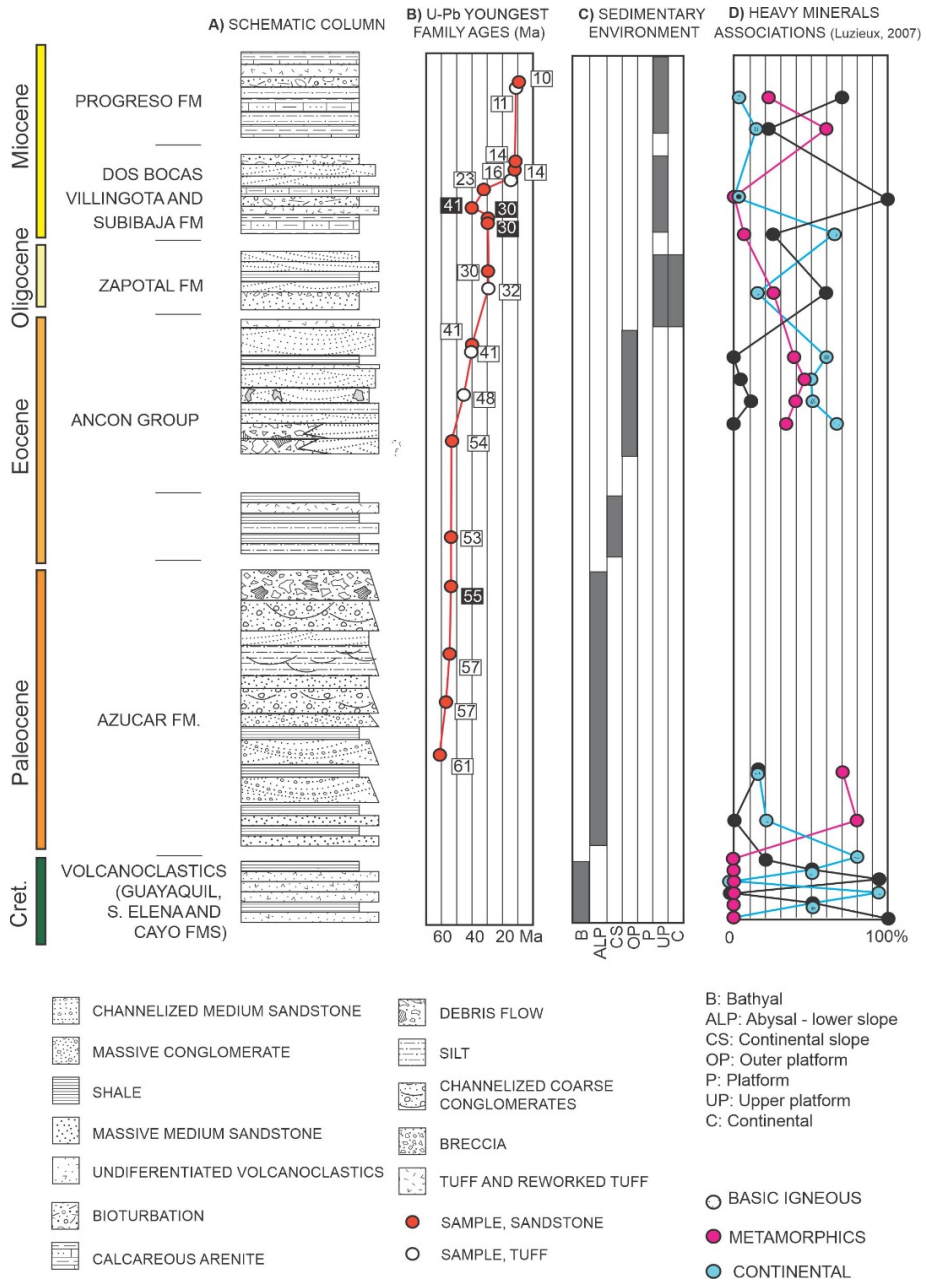 A) SCHEMATIC COLUMN
B) U-Pb YOUNGEST
FAMILY AGES (Ma)
C) SEDIMENTARY
ENVIRONMENT
D) HEAVY MINERALS
ASSOCIATIONS (Luzieux, 2007)
Miocene
Oligocene
Eocene
Paleocene
Cret.
PROGRESO FM
DOS BOCAS
VILLINGOTA AND
SUBIBAJA FM
ZAPOTAL FM
ANCON GROUP
AZUCAR FM.
VOLCANOCLASTICS
(GUAYAQUIL,
S. ELENA AND
CAYO FMS)
10
11
14
16
14
23
41
30
30
30
32
41
41
48
54
53
55
57
57
61
60 40 20 Ma
B
ALP
CS
OP
P
UP
C
0 100%
CHANNELIZED MEDIUM SANDSTONE
MASSIVE CONGLOMERATE
SHALE
MASSIVE MEDIUM SANDSTONE
UNDIFERENTIATED VOLCANOCLASTICS
BIOTURBATION
CALCAREOUS ARENITE
DEBRIS FLOW
SILT
CHANNELIZED COARSE
CONGLOMERATES
BRECCIA
TUFF AND REWORKED TUFF
SAMPLE, SANDSTONE
SAMPLE, TUFF
B: Bathyal
ALP: Abysal - lower slope
CS: Continental slope
OP: Outer platform
P: Platform
UP: Upper platform
C: Continental
BASIC IGNEOUS
METAMORPHICS
CONTINENTAL